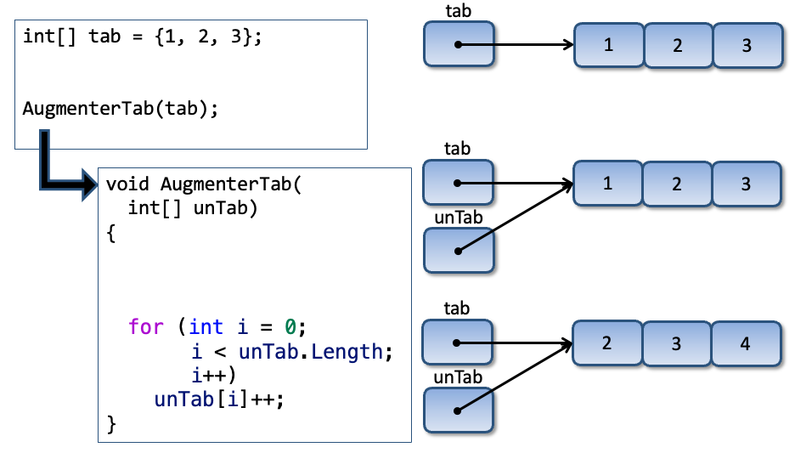 int[] tab = {1, 2, 3};
AugmenterTab(tab);
void AugmenterTab(
int[] unTab)
{
for (int i = 0;
i < unTab.Length;
i++)
unTab[i]++;
}
tab
1 2 3
tab
1 2 3
unTab
tab
2 3 4
unTab